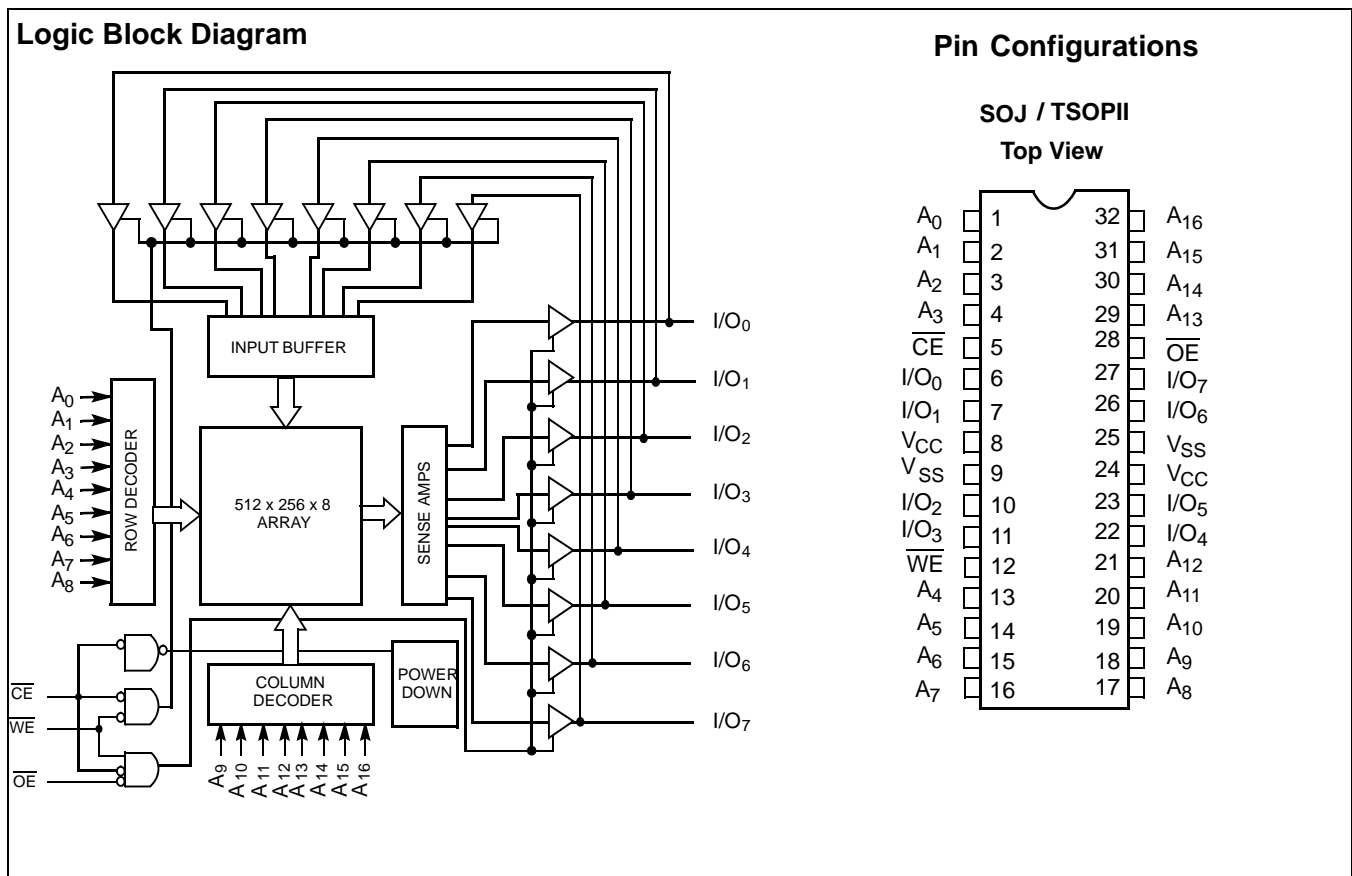 Logic Block Diagram
INPUT BUFFER
A0
A1
A2
A3
A4
A5
A6
A7
A8
ROW DECODER
512 x 256 x 8
ARRAY
SENSE AMPS
I/O0
I/O1
I/O2
I/O3
I/O4
I/O5
I/O6
I/O7
COLUMN
DECODER
POWER
DOWN
CE
WE
OE
A9
A10
A11
A12
A13
A14
A15
A16
Pin Configurations
SOJ / TSOPII
Top View
A0 1 32 A16
A1 2 31 A15
A2 3 30 A14
A3 4 29 A13
CE 5 28 OE
I/O0 6 27 I/O7
I/O1 7 26 I/O6
VCC 8 25 VSS
VSS 9 24 VCC
I/O2 10 23 I/O5
I/O3 11 22 I/O4
WE 12 21 A12
A4 13 20 A11
A5 14 19 A10
A6 15 18 A9
A7 16 17 A8